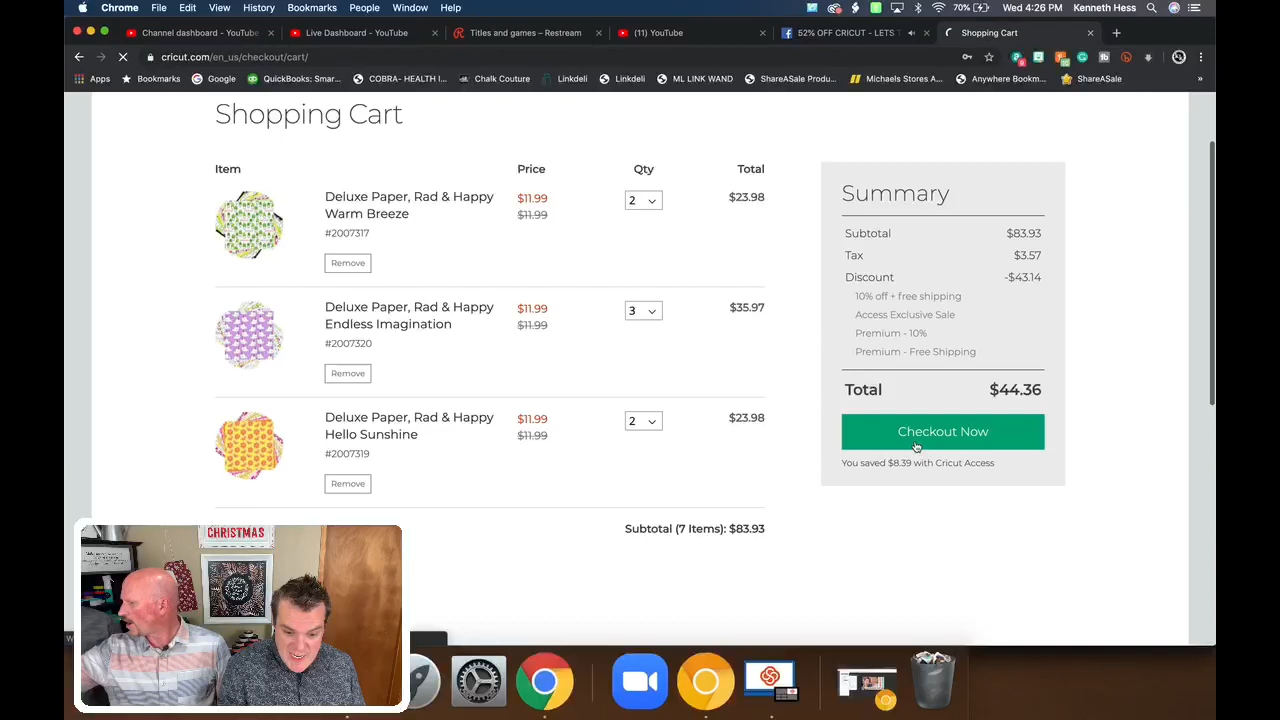 Chrome File Edit View History Bookmarks People Window Help 70% Wed 4:26 PM Kenneth Hess
Channel dashboard - YouTube Live Dashboard - YouTube Titles and games – Restream (11) YouTube 52% OFF CRICUT - LETS Shopping Cart
cricut.com/en_us/checkout/cart/
Apps Bookmarks Google QuickBooks: Smar... COBRA- HEALTH I... Chalk Couture Linkdeli Linkdeli ML LINK WAND ShareASale Produ... Michaels Stores A... Anywhere Bookm... ShareASale »
Shopping Cart
Item Price Qty Total
Deluxe Paper, Rad & Happy
Warm Breeze
#2007317
Remove
$11.99
$11.99
2
$23.98
Deluxe Paper, Rad & Happy
Endless Imagination
#2007320
Remove
$11.99
$11.99
3
$35.97
Deluxe Paper, Rad & Happy
Hello Sunshine
#2007319
Remove
$11.99
$11.99
2
$23.98
Subtotal (7 Items): $83.93
Summary
Subtotal $83.93
Tax $3.57
Discount -$43.14
10% off + free shipping
Access Exclusive Sale
Premium - 10%
Premium - Free Shipping
Total $44.36
Checkout Now
You saved $8.39 with Cricut Access
CHRISTMAS